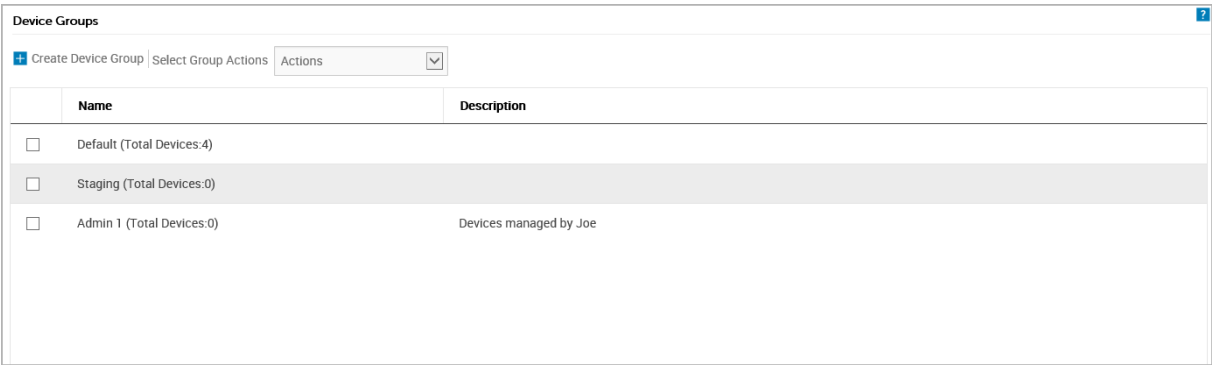 Device Groups
?
Create Device Group Select Group Actions Actions
Name Description
Default (Total Devices:4)
Staging (Total Devices:0)
Admin 1 (Total Devices:0) Devices managed by Joe